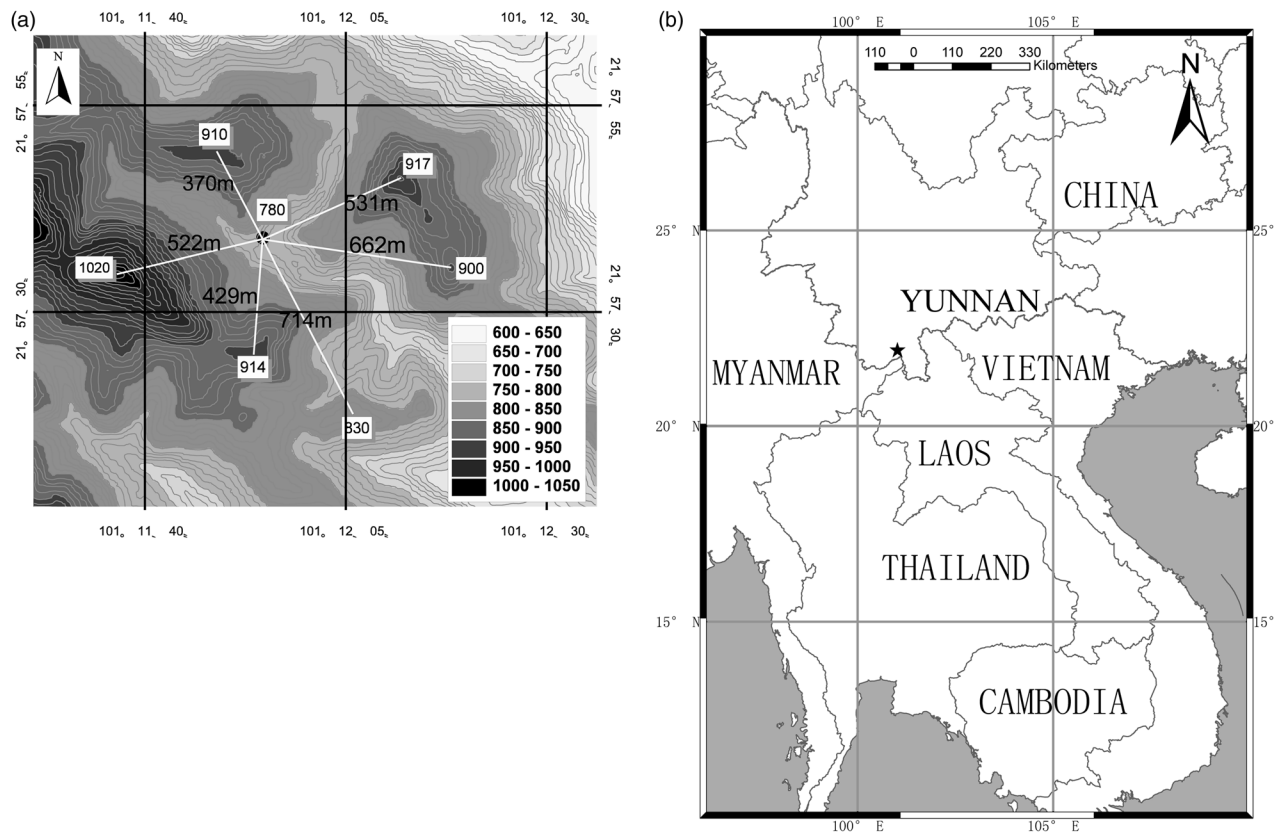 (a)
101° 11' 40"
101° 12' 05"
101° 12' 30"
N
21° 57' 55"
21° 57' 55"
910
917
370m
531m
780
522m
662m
1020
900
429m
714m
21° 57' 30"
21° 57' 30"
914
830
600 - 650
650 - 700
700 - 750
750 - 800
800 - 850
850 - 900
900 - 950
950 - 1000
1000 - 1050
101° 11' 40"
101° 12' 05"
101° 12' 30"
(b)
100° E
105° E
110 0 110 220 330
Kilometers
N
CHINA
25° N
25° N
YUNNAN
MYANMAR
VIETNAM
20° N
20° N
LAOS
THAILAND
15° N
15° N
CAMBODIA
100° E
105° E